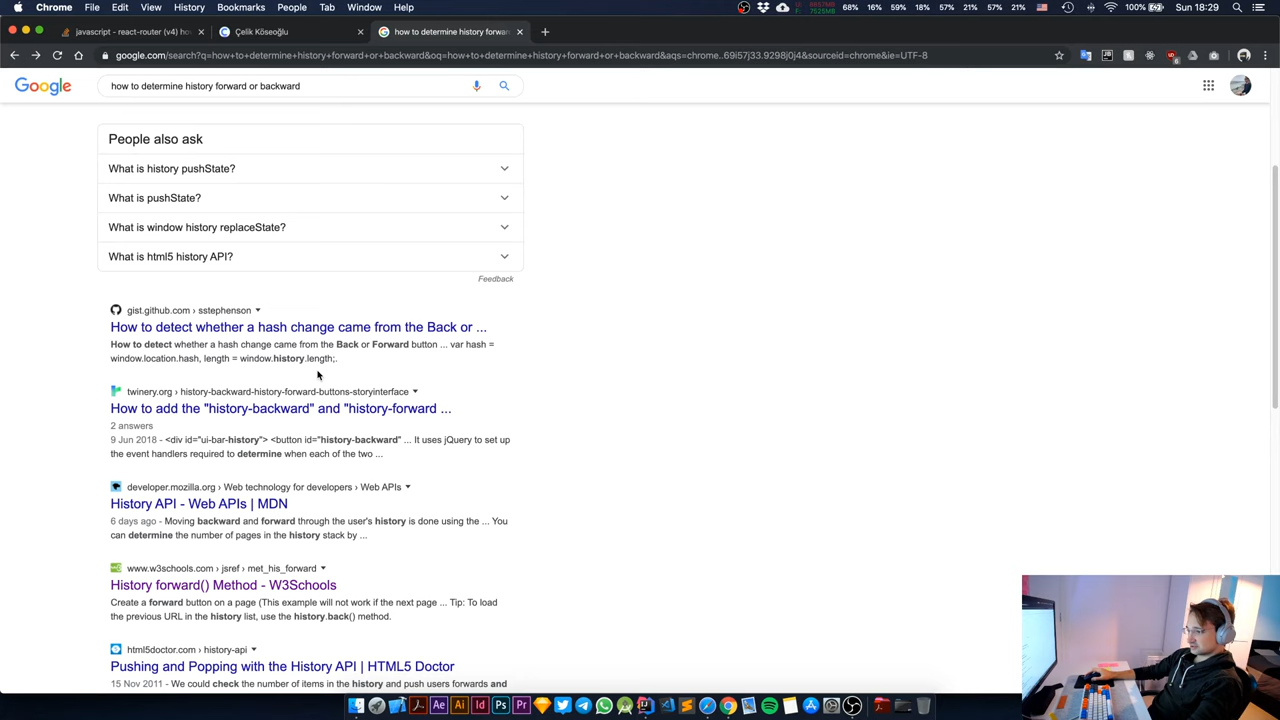 Chrome File Edit View History Bookmarks People Tab Window Help
68% 16% 59% 17% 100% Sun 18:29
javascript - react-router (v4) how
Çelik Köseoğlu
how to determine history forwar
google.com/search?q=how+to+determine+history+forward+or+backward&oq=how+to+determine+history+forward+or+backward&aqs=chrome..69i57j33.9298j0j4&sourceid=chrome&ie=UTF-8
Google
how to determine history forward or backward
People also ask
What is history pushState?
What is pushState?
What is window history replaceState?
What is html5 history API?
Feedback
gist.github.com › sstephenson
How to detect whether a hash change came from the Back or ...
How to detect whether a hash change came from the Back or Forward button ... var hash =
window.location.hash, length = window.history.length;.
twinery.org › history-backward-history-forward-buttons-storyinterface
How to add the "history-backward" and "history-forward ...
2 answers
9 Jun 2018 - <div id="ui-bar-history"> <button id="history-backward" ... It uses jQuery to set up
the event handlers required to determine when each of the two ...
developer.mozilla.org › Web technology for developers › Web APIs
History API - Web APIs | MDN
6 days ago - Moving backward and forward through the user's history is done using the ... You
can determine the number of pages in the history stack by ...
www.w3schools.com › jsref › met_his_forward
History forward() Method - W3Schools
Create a forward button on a page (This example will not work if the next page ... Tip: To load
the previous URL in the history list, use the history.back() method.
html5doctor.com › history-api
Pushing and Popping with the History API | HTML5 Doctor
15 Nov 2011 - We could check the number of items in the history and push users forwards and
Ae Ai Id Ps Pr